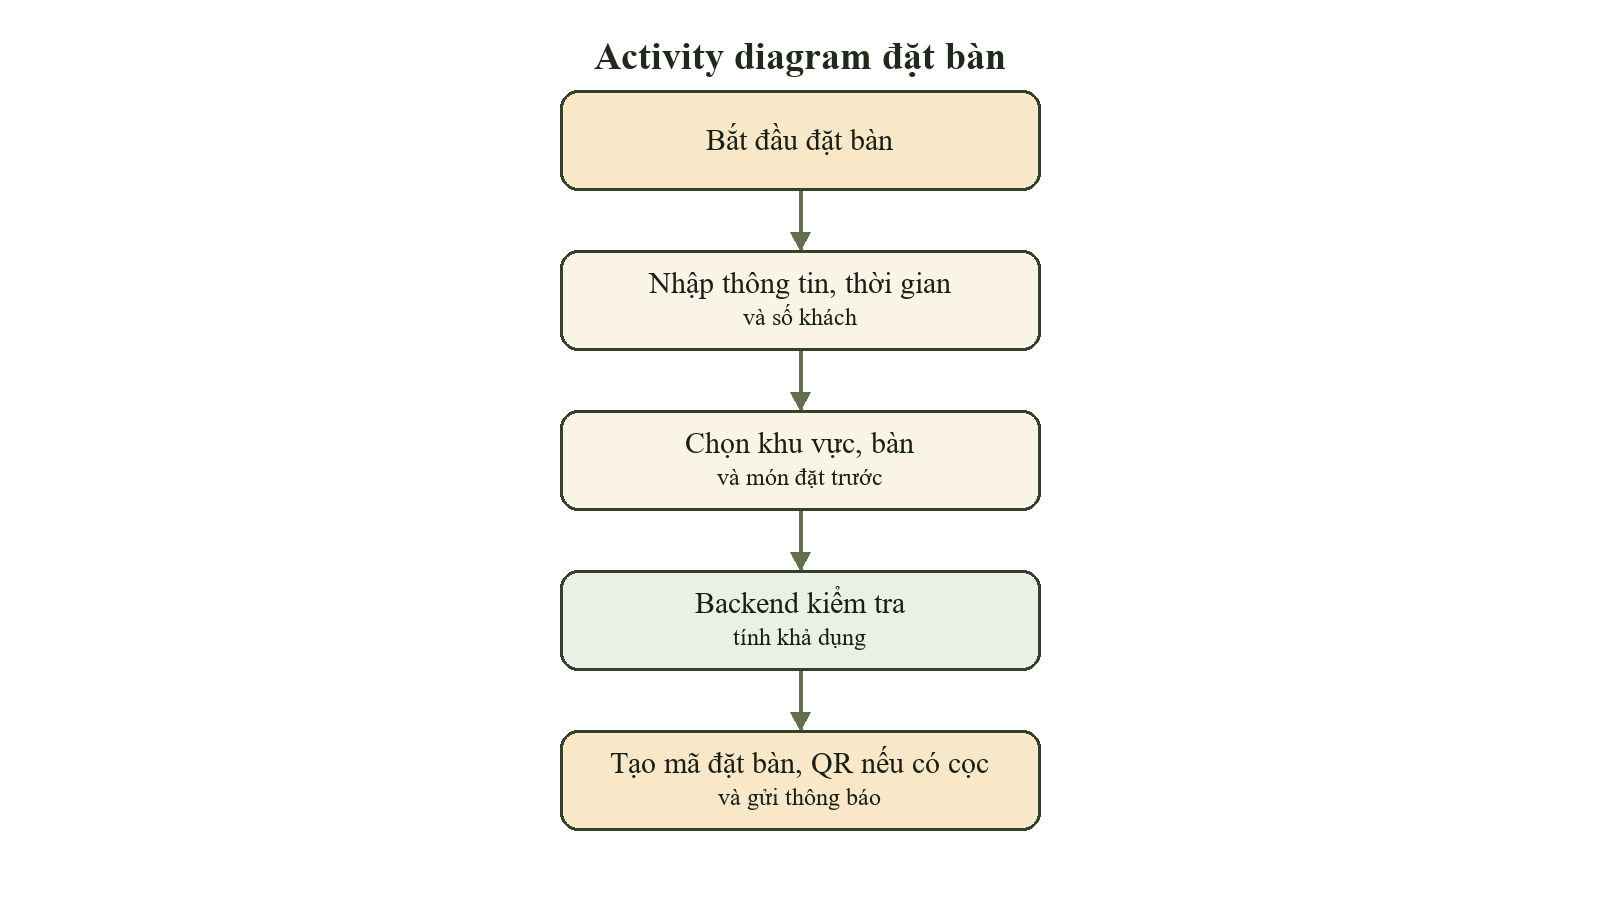 Activity diagram đặt bàn
Bắt đầu đặt bàn
Nhập thông tin, thời gian
và số khách
Chọn khu vực, bàn
và món đặt trước
Backend kiểm tra
tính khả dụng
Tạo mã đặt bàn, QR nếu có cọc
và gửi thông báo